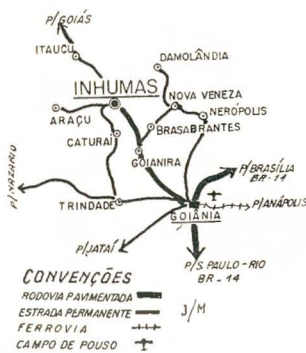 P/GOIÁS
ITAUÇU
DAMOLÂNDIA
INHUMAS
NOVA VENEZA
ARAÇU
NERÓPOLIS
CATURAÍ
BRASABRANTES
GOIANIRA
P/BRASÍLIA
BR-14
P/NAZARIO
TRINDADE
P/ANÁPOLIS
GOIÂNIA
P/JATAÍ
P/S. PAULO-RIO
BR-14
CONVENÇÕES
RODOVIA PAVIMENTADA
ESTRADA PERMANENTE
J/M
FERROVIA
CAMPO DE POUSO